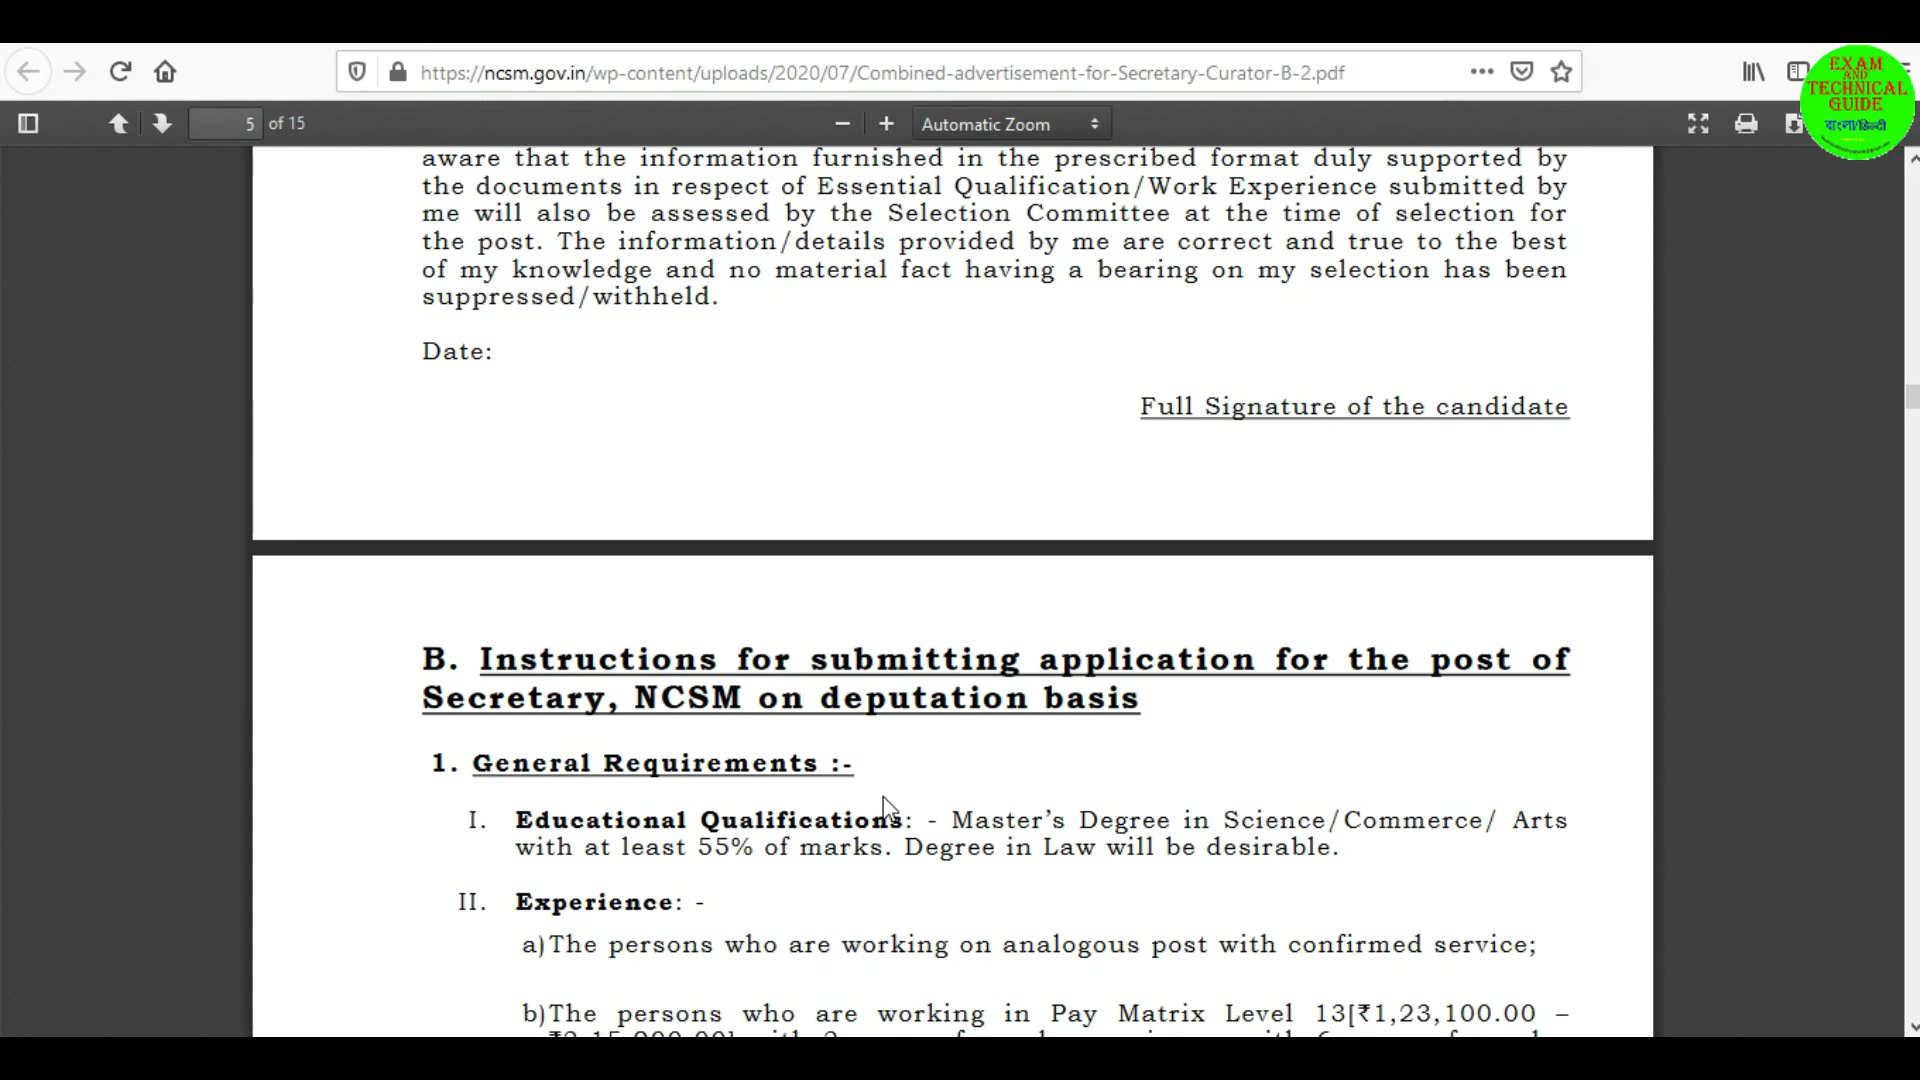 https://ncsm.gov.in/wp-content/uploads/2020/07/Combined-advertisement-for-Secretary-Curator-B-2.pdf
EXAM
AND
TECHNICAL
GUIDE
বাংলা/हिन्दी
5 of 15
Automatic Zoom
aware that the information furnished in the prescribed format duly supported by
the documents in respect of Essential Qualification/Work Experience submitted by
me will also be assessed by the Selection Committee at the time of selection for
the post. The information/details provided by me are correct and true to the best
of my knowledge and no material fact having a bearing on my selection has been
suppressed/withheld.
Date:
Full Signature of the candidate
B. Instructions for submitting application for the post of
Secretary, NCSM on deputation basis
1. General Requirements :-
I. Educational Qualifications: - Master’s Degree in Science/Commerce/ Arts
with at least 55% of marks. Degree in Law will be desirable.
II. Experience: -
a)The persons who are working on analogous post with confirmed service;
b)The persons who are working in Pay Matrix Level 13[₹1,23,100.00 –